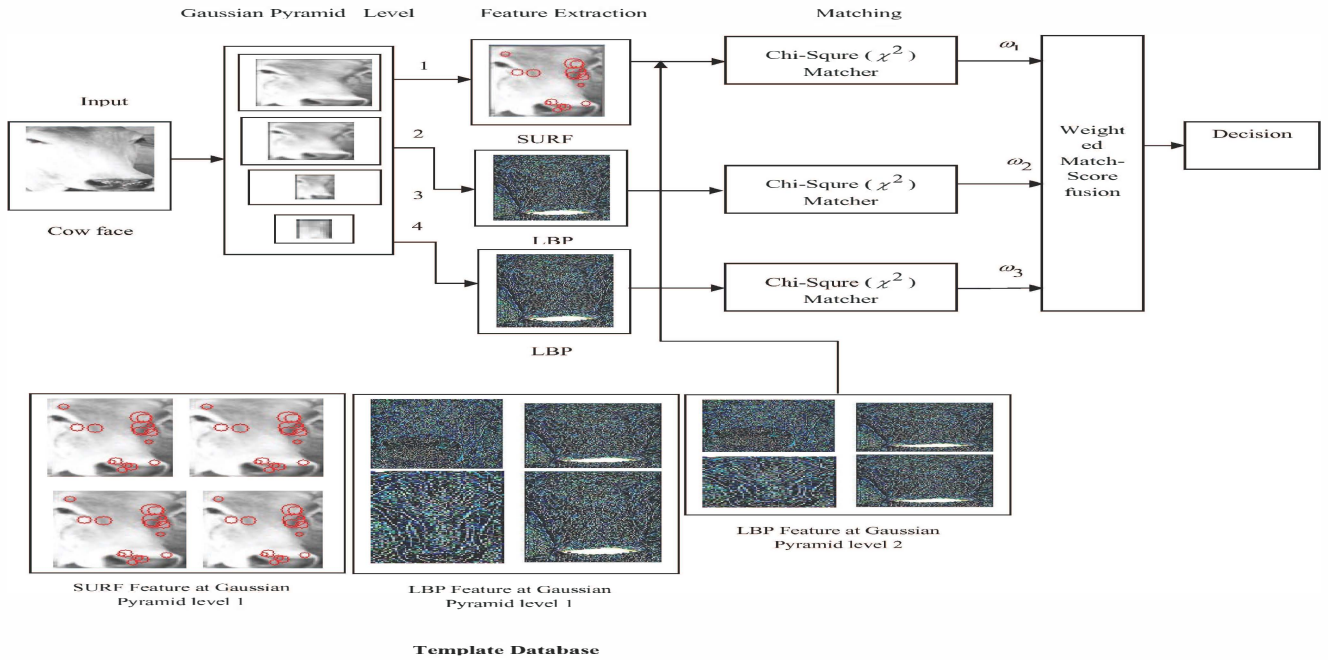 Gaussian Pyramid Level
Feature Extraction
Matching
Input
Cow face
1
2
3
4
SURF
LBP
LBP
Chi-Squre ( χ² )
Matcher
Chi-Squre ( χ² )
Matcher
Chi-Squre ( χ² )
Matcher
ω₁
ω₂
ω₃
Weight
ed
Match-
Score
fusion
Decision
SURF Feature at Gaussian
Pyramid level 1
LBP Feature at Gaussian
Pyramid level 1
LBP Feature at Gaussian
Pyramid level 2
Template Database